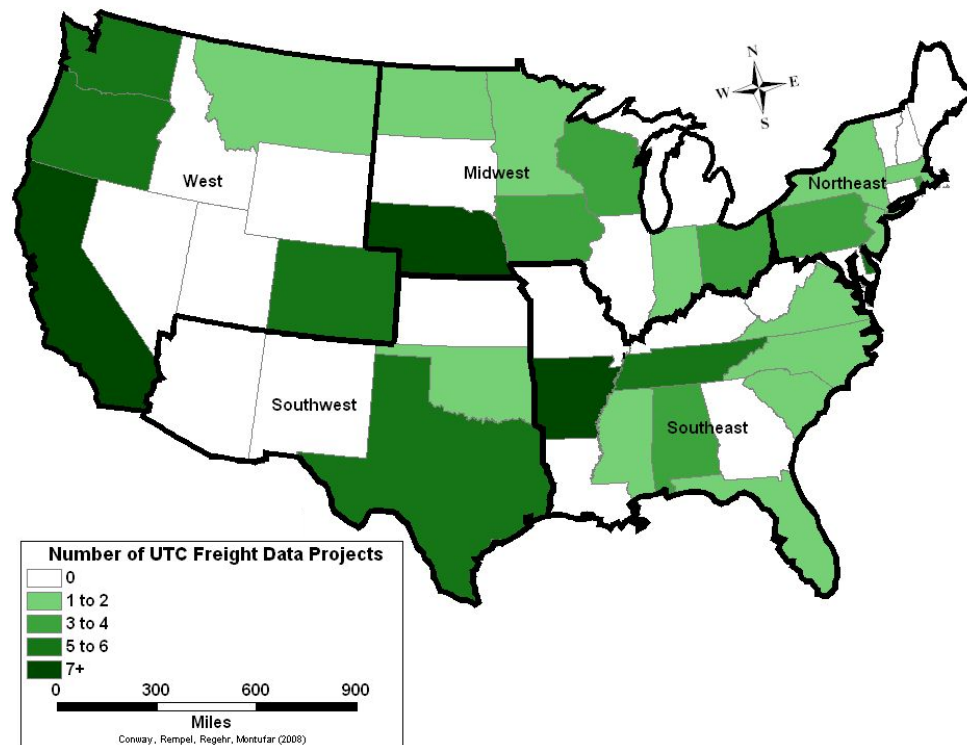 N
W E
S
West
Midwest
Northeast
Southwest
Southeast
Number of UTC Freight Data Projects
0
1 to 2
3 to 4
5 to 6
7+
0 300 600 900
Miles
Conway, Rempel, Regehr, Montufar (2008)